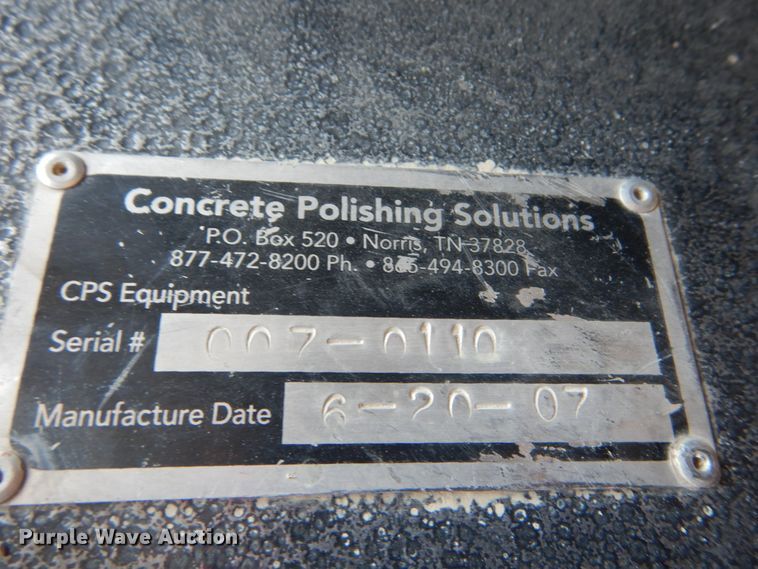 Concrete Polishing Solutions
P.O. Box 520 • Norris, TN 37828
877-472-8200 Ph. • 865-494-8300 Fax
CPS Equipment
Serial # 007-0110
Manufacture Date 6-20-07
Purple Wave Auction